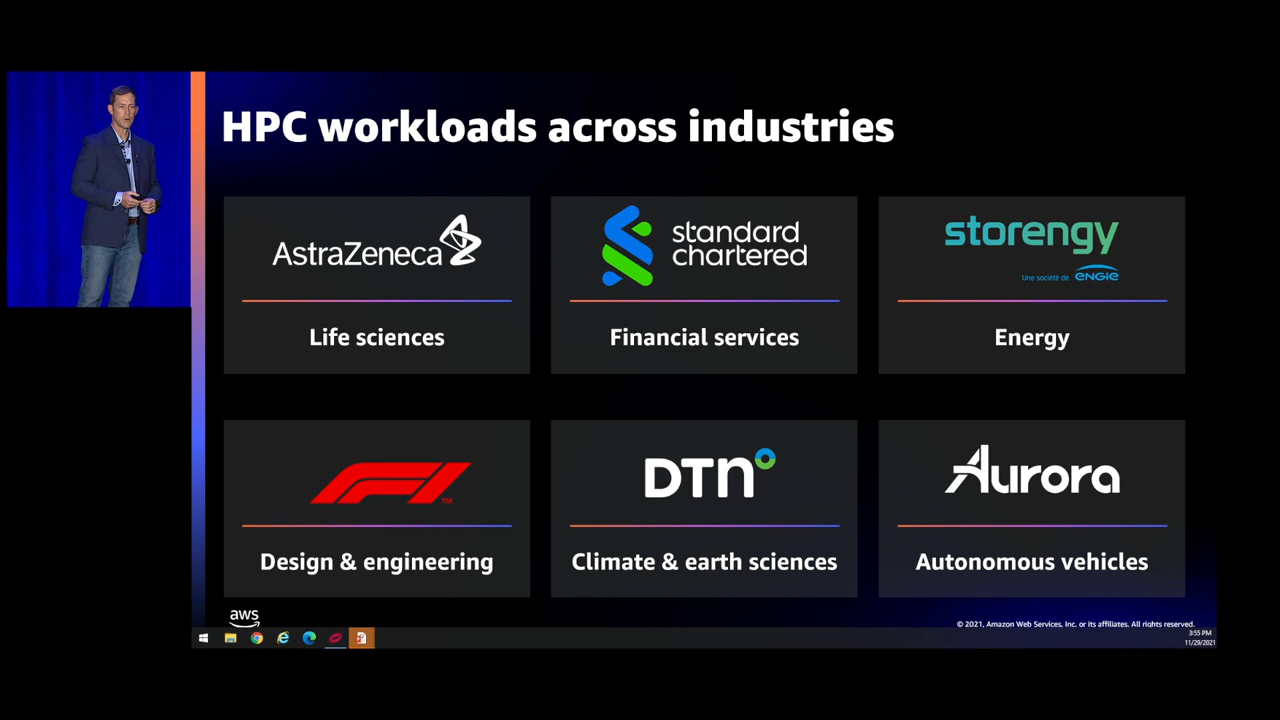 HPC workloads across industries
AstraZeneca
standard
chartered
storengy
Une société de ENGIE
Life sciences
Financial services
Energy
F1
TM
DTN
Aurora
Design & engineering
Climate & earth sciences
Autonomous vehicles
aws
© 2021, Amazon Web Services, Inc. or its affiliates. All rights reserved.
3:55 PM
11/29/2021